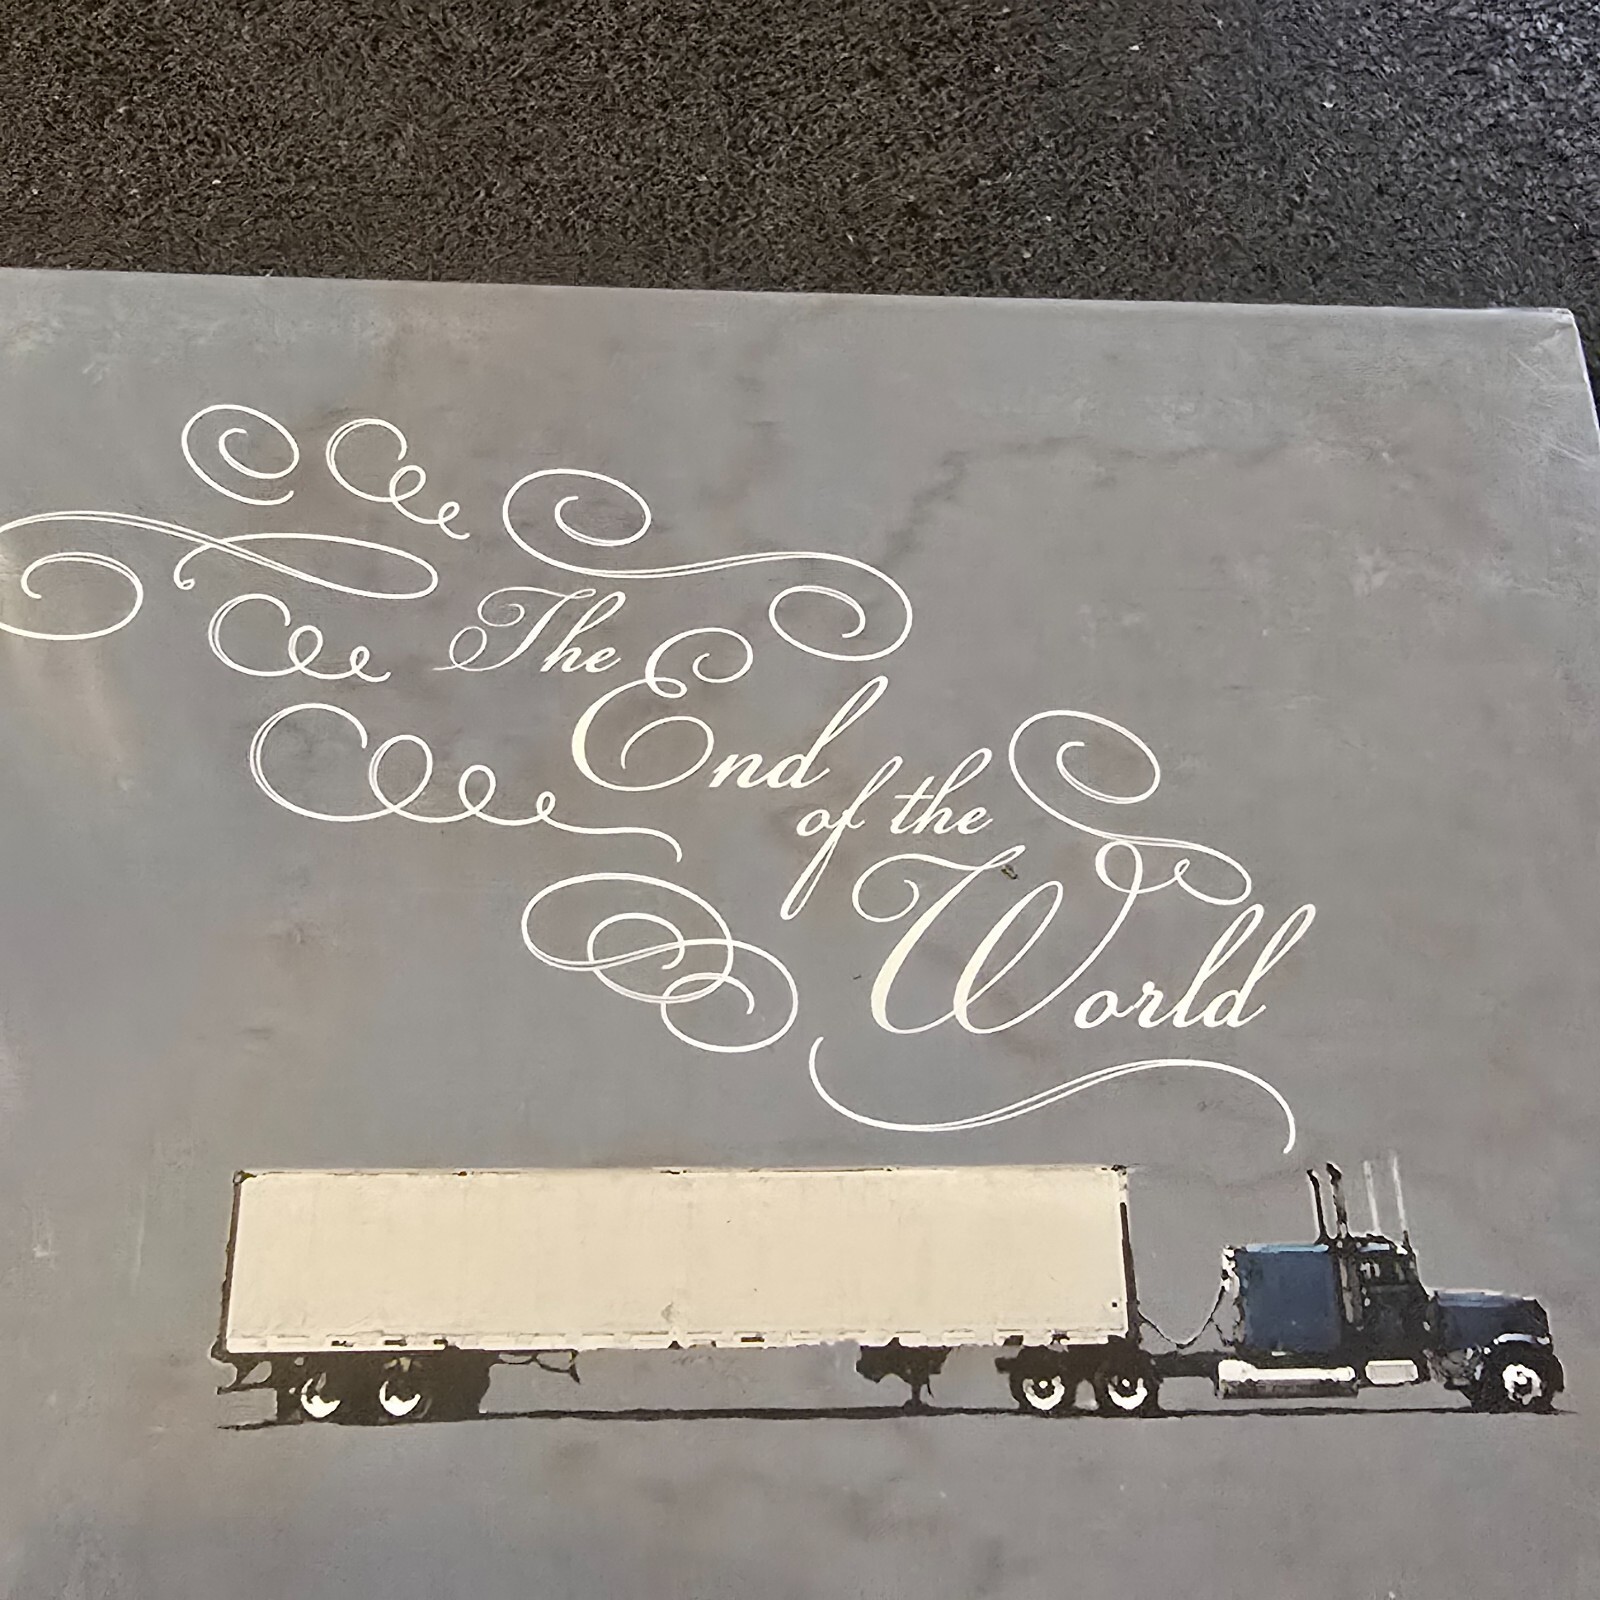 The
End
of the
World